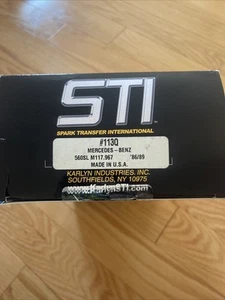 STI
SPARK TRANSFER INTERNATIONAL
#113Q
MERCEDES - BENZ
560SL M117.967 '86/89
MADE IN U.S.A.
KARLYN INDUSTRIES, INC.
SOUTHFIELDS, NY 10975
www.KarlynSTI.com